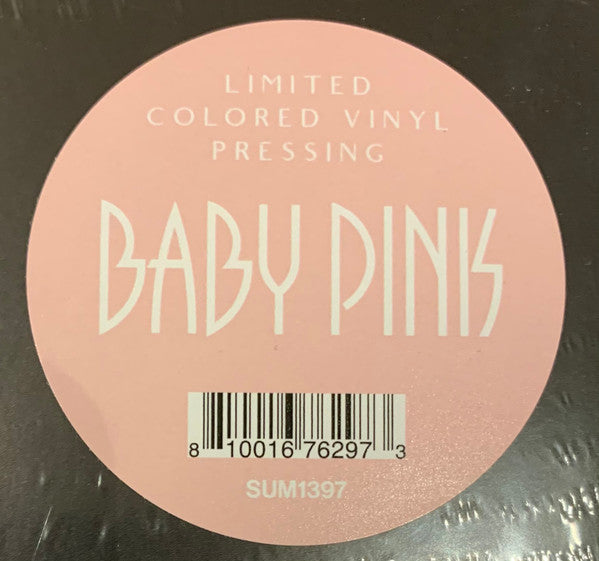 LIMITED
COLORED VINYL
PRESSING
BABY PINK
8 10016 76297 3
SUM1397